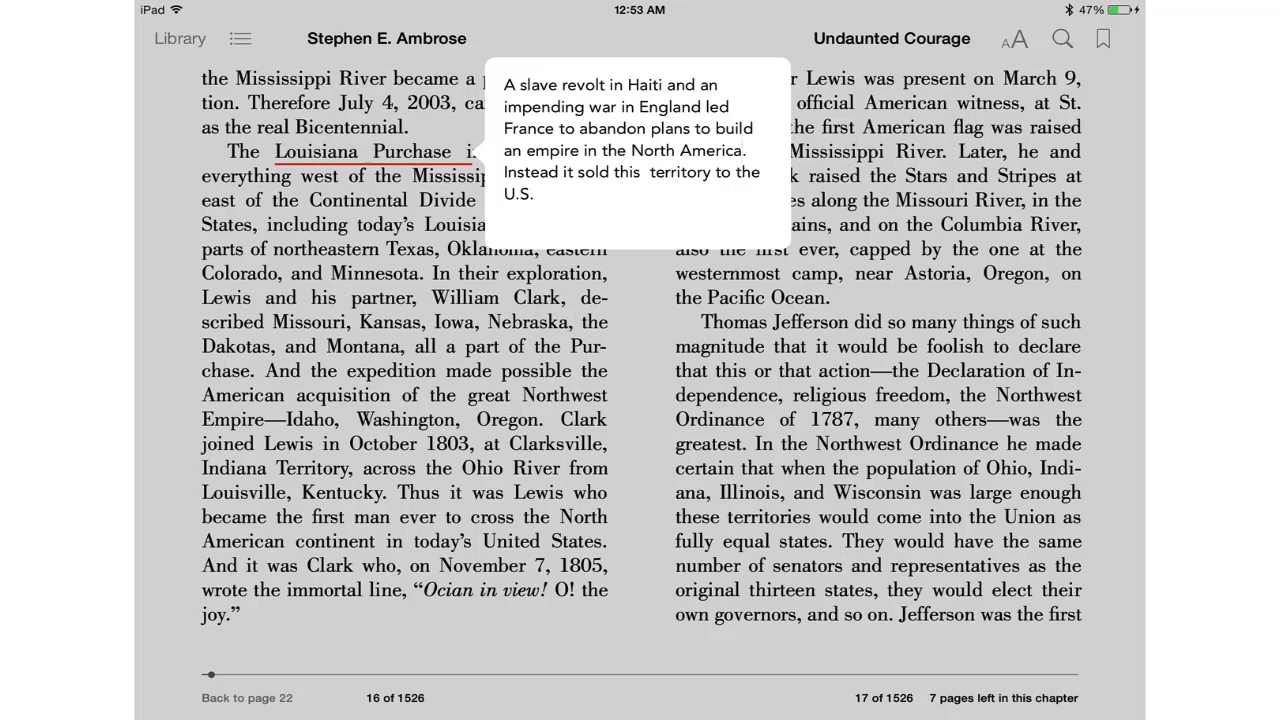 iPad 12:53 AM 47%
Library Stephen E. Ambrose Undaunted Courage AA
the Mississippi River became a
tion. Therefore July 4, 2003,
as the real Bicentennial.
The Louisiana Purchase
everything west of the
east of the Continental Divide
States, including today's
parts of northeastern Texas, Oklahoma, eastern
Colorado, and Minnesota. In their exploration,
Lewis and his partner, William Clark, de-
scribed Missouri, Kansas, Iowa, Nebraska, the
Dakotas, and Montana, all a part of the Pur-
chase. And the expedition made possible the
American acquisition of the great Northwest
Empire—Idaho, Washington, Oregon. Clark
joined Lewis in October 1803, at Clarksville,
Indiana Territory, across the Ohio River from
Louisville, Kentucky. Thus it was Lewis who
became the first man ever to cross the North
American continent in today's United States.
And it was Clark who, on November 7, 1805,
wrote the immortal line, “Ocian in view! O! the
joy.”
A slave revolt in Haiti and an
impending war in England led
France to abandon plans to build
an empire in the North America.
Instead it sold this territory to the
U.S.
Lewis was present on March 9,
official American witness, at St.
the first American flag was raised
Mississippi River. Later, he and
raised the Stars and Stripes at
along the Missouri River, in the
and on the Columbia River,
also the first ever, capped by the one at the
westernmost camp, near Astoria, Oregon, on
the Pacific Ocean.
Thomas Jefferson did so many things of such
magnitude that it would be foolish to declare
that this or that action—the Declaration of In-
dependence, religious freedom, the Northwest
Ordinance of 1787, many others—was the
greatest. In the Northwest Ordinance he made
certain that when the population of Ohio, Indi-
ana, Illinois, and Wisconsin was large enough
these territories would come into the Union as
fully equal states. They would have the same
number of senators and representatives as the
original thirteen states, they would elect their
own governors, and so on. Jefferson was the first
Back to page 22 16 of 1526 17 of 1526 7 pages left in this chapter